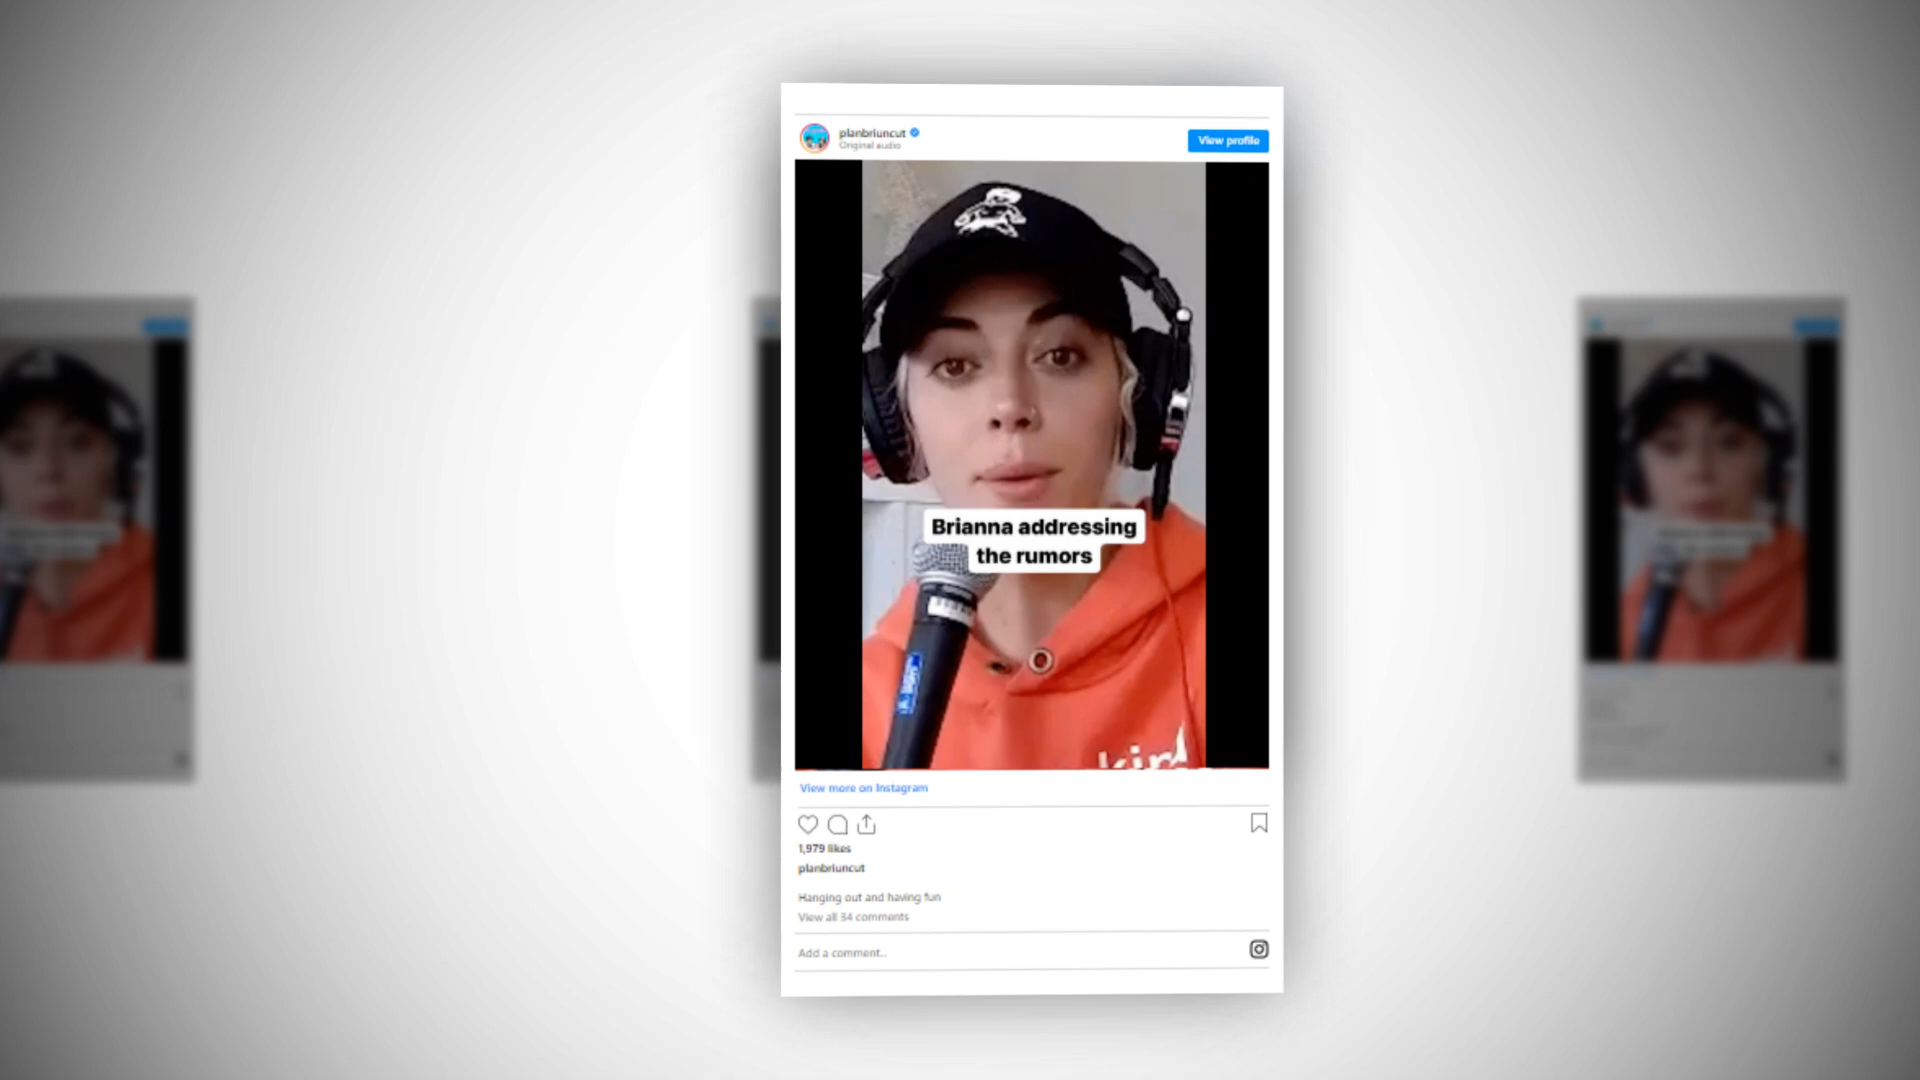 planbriuncut
Original audio
View profile
Brianna addressing
the rumors
View more on Instagram
1,979 likes
planbriuncut
Hanging out and having fun
View all 34 comments
Add a comment..